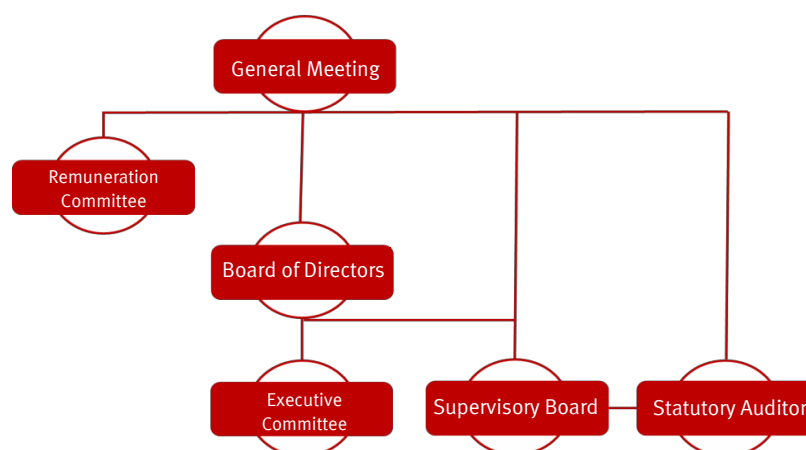 General Meeting
Remuneration
Committee
Board of Directors
Executive
Committee
Supervisory Board
Statutory Auditor